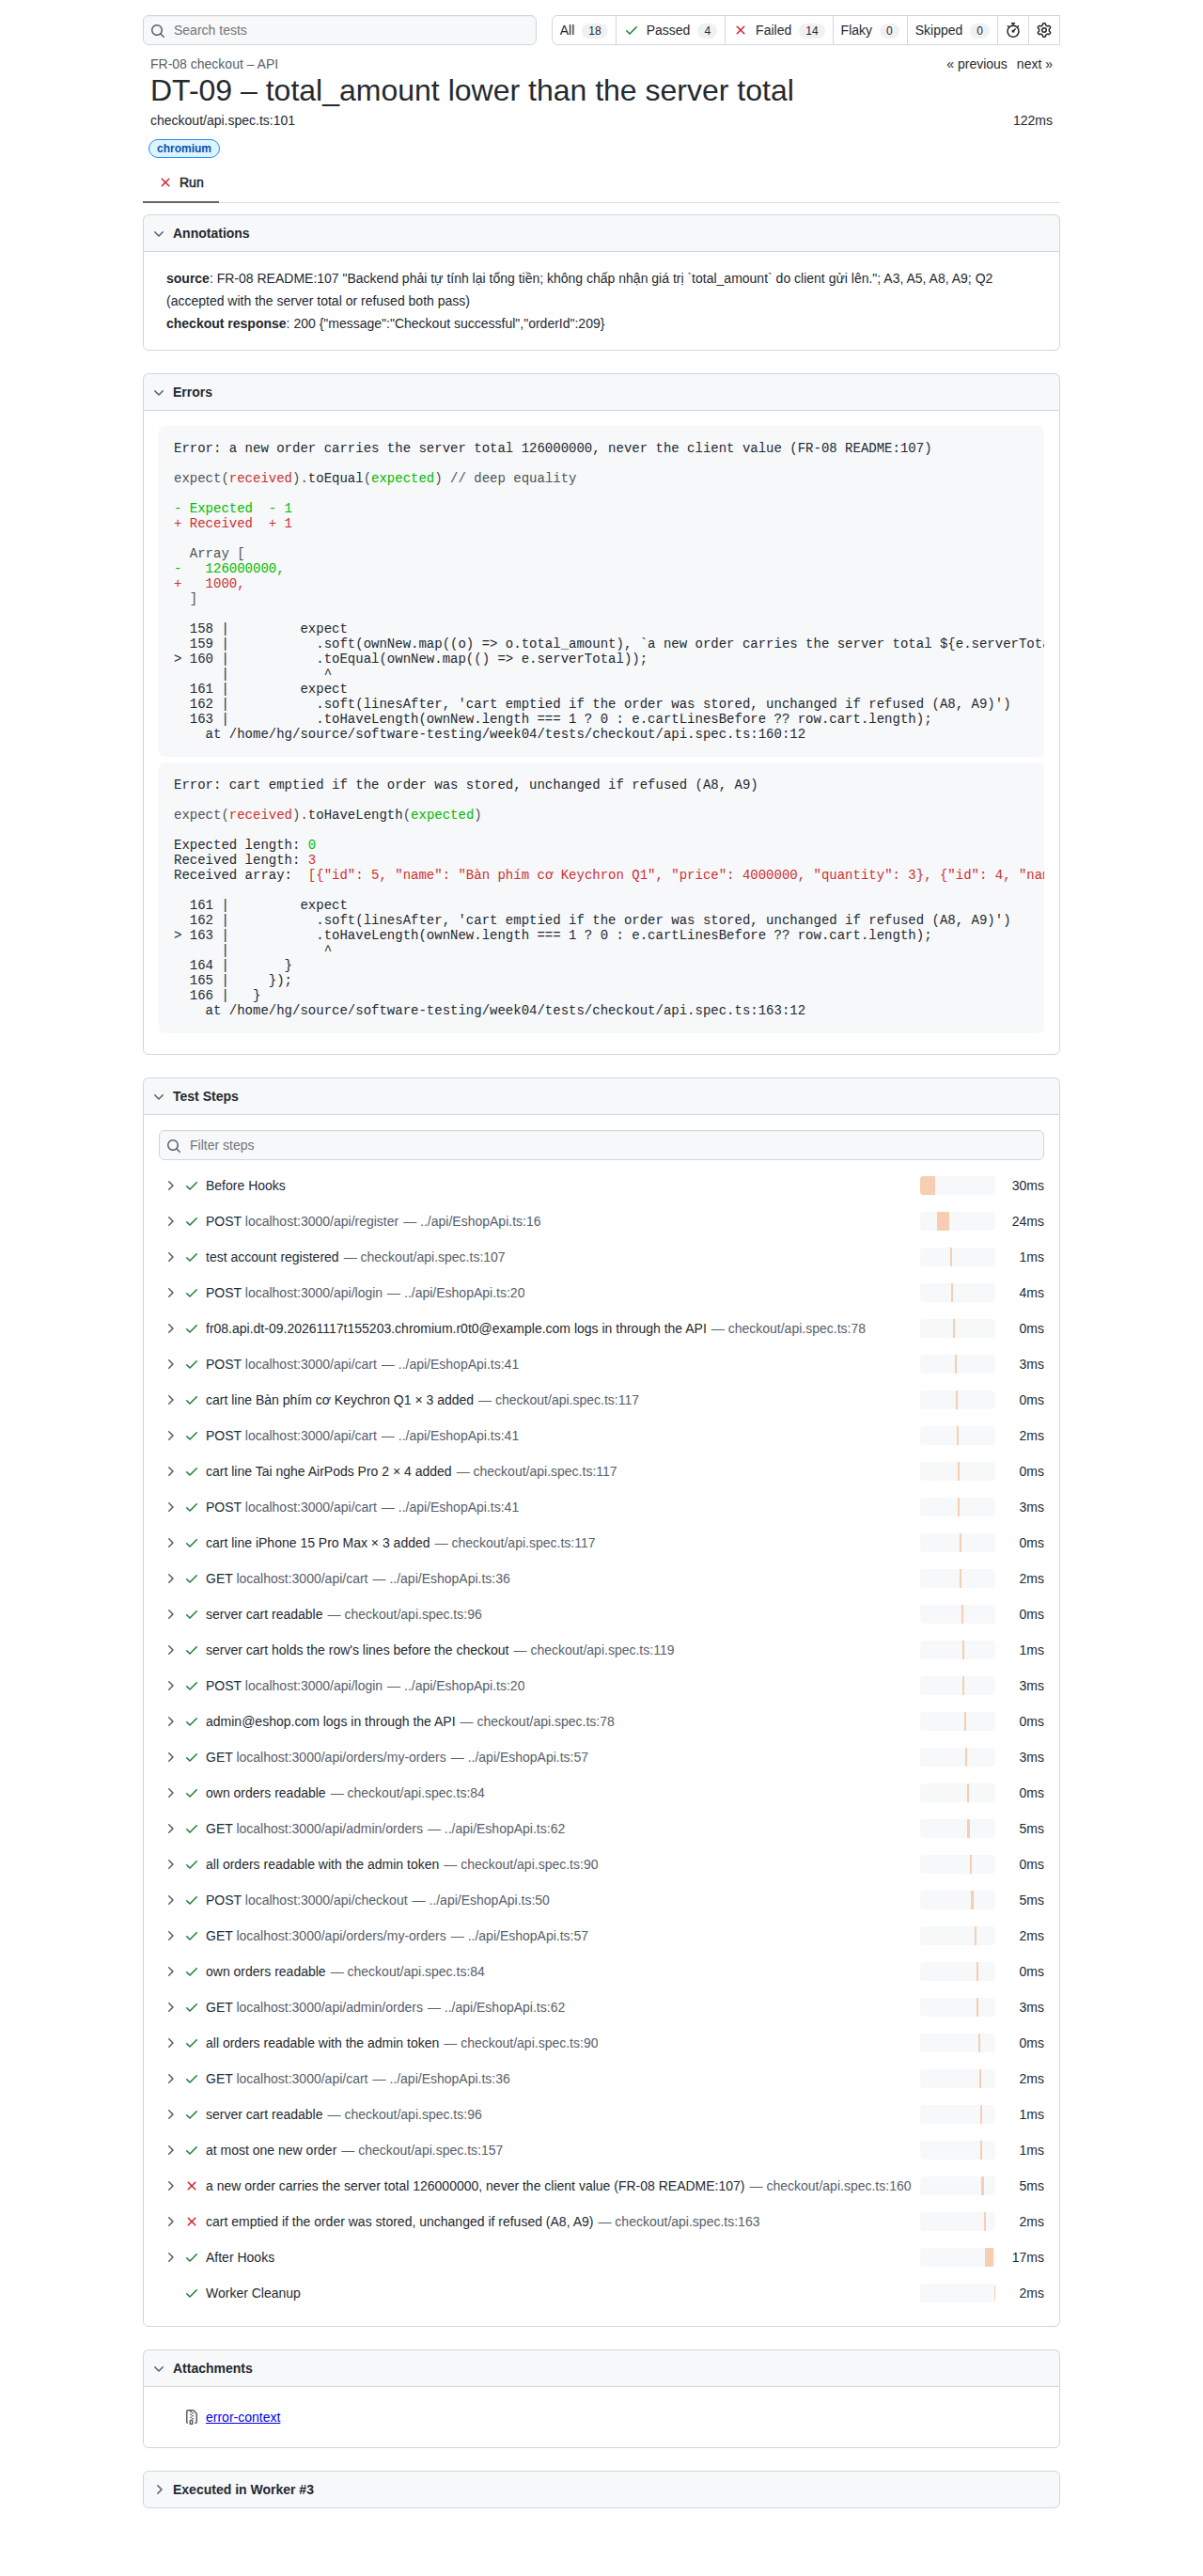 Search tests
All 18 Passed 4 Failed 14 Flaky 0 Skipped 0
FR-08 checkout – API
« previous next »
DT-09 – total_amount lower than the server total
checkout/api.spec.ts:101
122ms
chromium
Run
Annotations
source: FR-08 README:107 "Backend phải tự tính lại tổng tiền; không chấp nhận giá trị `total_amount` do client gửi lên."; A3, A5, A8, A9; Q2
(accepted with the server total or refused both pass)
checkout response: 200 {"message":"Checkout successful","orderId":209}
Errors
Error: a new order carries the server total 126000000, never the client value (FR-08 README:107)
expect(received).toEqual(expected) // deep equality
- Expected  - 1
+ Received  + 1
  Array [
-   126000000,
+   1000,
  ]
  158 |         expect
  159 |           .soft(ownNew.map((o) => o.total_amount), `a new order carries the server total ${e.serverTota
> 160 |           .toEqual(ownNew.map(() => e.serverTotal));
      |            ^
  161 |         expect
  162 |           .soft(linesAfter, 'cart emptied if the order was stored, unchanged if refused (A8, A9)')
  163 |           .toHaveLength(ownNew.length === 1 ? 0 : e.cartLinesBefore ?? row.cart.length);
    at /home/hg/source/software-testing/week04/tests/checkout/api.spec.ts:160:12
Error: cart emptied if the order was stored, unchanged if refused (A8, A9)
expect(received).toHaveLength(expected)
Expected length: 0
Received length: 3
Received array:  [{"id": 5, "name": "Bàn phím cơ Keychron Q1", "price": 4000000, "quantity": 3}, {"id": 4, "nam
  161 |         expect
  162 |           .soft(linesAfter, 'cart emptied if the order was stored, unchanged if refused (A8, A9)')
> 163 |           .toHaveLength(ownNew.length === 1 ? 0 : e.cartLinesBefore ?? row.cart.length);
      |            ^
  164 |       }
  165 |     });
  166 |   }
    at /home/hg/source/software-testing/week04/tests/checkout/api.spec.ts:163:12
Test Steps
Filter steps
Before Hooks 30ms
POST localhost:3000/api/register — ../api/EshopApi.ts:16 24ms
test account registered — checkout/api.spec.ts:107 1ms
POST localhost:3000/api/login — ../api/EshopApi.ts:20 4ms
fr08.api.dt-09.20261117t155203.chromium.r0t0@example.com logs in through the API — checkout/api.spec.ts:78 0ms
POST localhost:3000/api/cart — ../api/EshopApi.ts:41 3ms
cart line Bàn phím cơ Keychron Q1 × 3 added — checkout/api.spec.ts:117 0ms
POST localhost:3000/api/cart — ../api/EshopApi.ts:41 2ms
cart line Tai nghe AirPods Pro 2 × 4 added — checkout/api.spec.ts:117 0ms
POST localhost:3000/api/cart — ../api/EshopApi.ts:41 3ms
cart line iPhone 15 Pro Max × 3 added — checkout/api.spec.ts:117 0ms
GET localhost:3000/api/cart — ../api/EshopApi.ts:36 2ms
server cart readable — checkout/api.spec.ts:96 0ms
server cart holds the row's lines before the checkout — checkout/api.spec.ts:119 1ms
POST localhost:3000/api/login — ../api/EshopApi.ts:20 3ms
admin@eshop.com logs in through the API — checkout/api.spec.ts:78 0ms
GET localhost:3000/api/orders/my-orders — ../api/EshopApi.ts:57 3ms
own orders readable — checkout/api.spec.ts:84 0ms
GET localhost:3000/api/admin/orders — ../api/EshopApi.ts:62 5ms
all orders readable with the admin token — checkout/api.spec.ts:90 0ms
POST localhost:3000/api/checkout — ../api/EshopApi.ts:50 5ms
GET localhost:3000/api/orders/my-orders — ../api/EshopApi.ts:57 2ms
own orders readable — checkout/api.spec.ts:84 0ms
GET localhost:3000/api/admin/orders — ../api/EshopApi.ts:62 3ms
all orders readable with the admin token — checkout/api.spec.ts:90 0ms
GET localhost:3000/api/cart — ../api/EshopApi.ts:36 2ms
server cart readable — checkout/api.spec.ts:96 1ms
at most one new order — checkout/api.spec.ts:157 1ms
a new order carries the server total 126000000, never the client value (FR-08 README:107) — checkout/api.spec.ts:160 5ms
cart emptied if the order was stored, unchanged if refused (A8, A9) — checkout/api.spec.ts:163 2ms
After Hooks 17ms
Worker Cleanup 2ms
Attachments
error-context
Executed in Worker #3